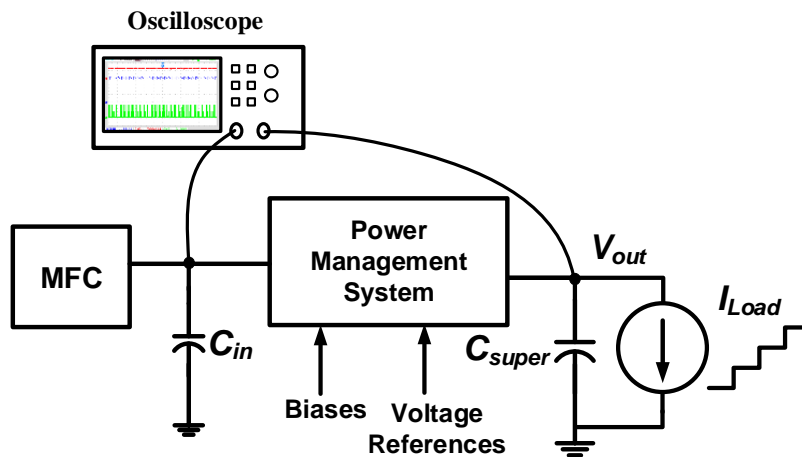 Oscilloscope
MFC
Power
Management
System
V_out
I_Load
C_in
C_super
Biases
Voltage
References